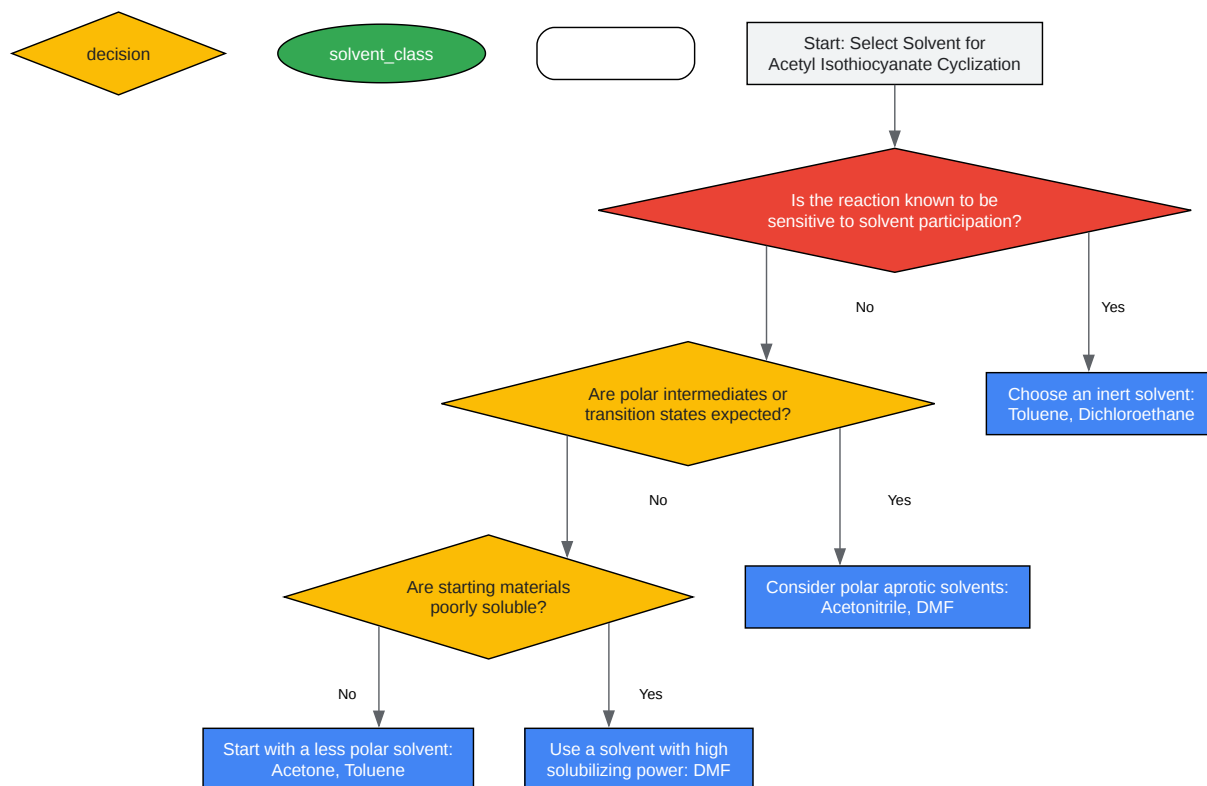 decision
solvent_class
Start: Select Solvent for
Acetyl Isothiocyanate Cyclization
Is the reaction known to be
sensitive to solvent participation?
No
Yes
Are polar intermediates or
transition states expected?
Choose an inert solvent:
Toluene, Dichloroethane
No
Yes
Are starting materials
poorly soluble?
Consider polar aprotic solvents:
Acetonitrile, DMF
No
Yes
Start with a less polar solvent:
Acetone, Toluene
Use a solvent with high
solubilizing power: DMF